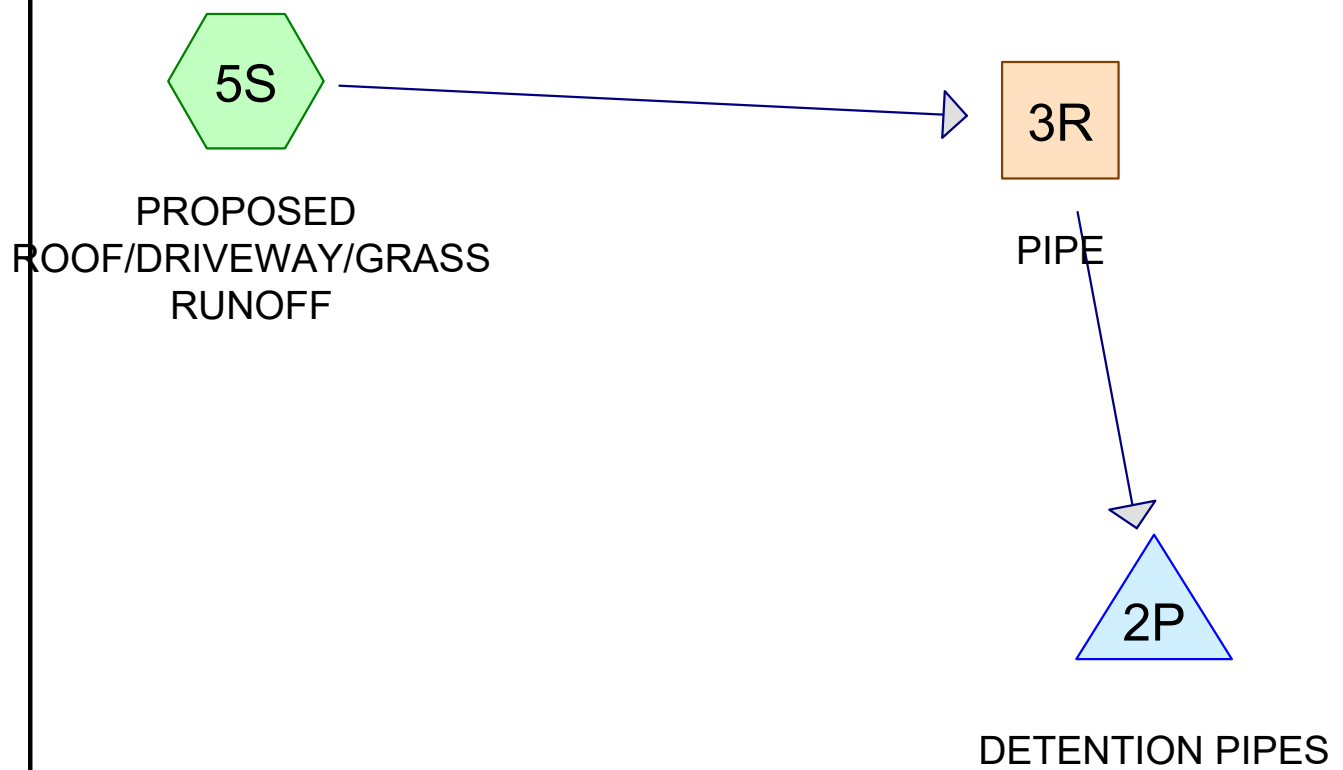 5S
PROPOSED
ROOF/DRIVEWAY/GRASS
RUNOFF
3R
PIPE
2P
DETENTION PIPES